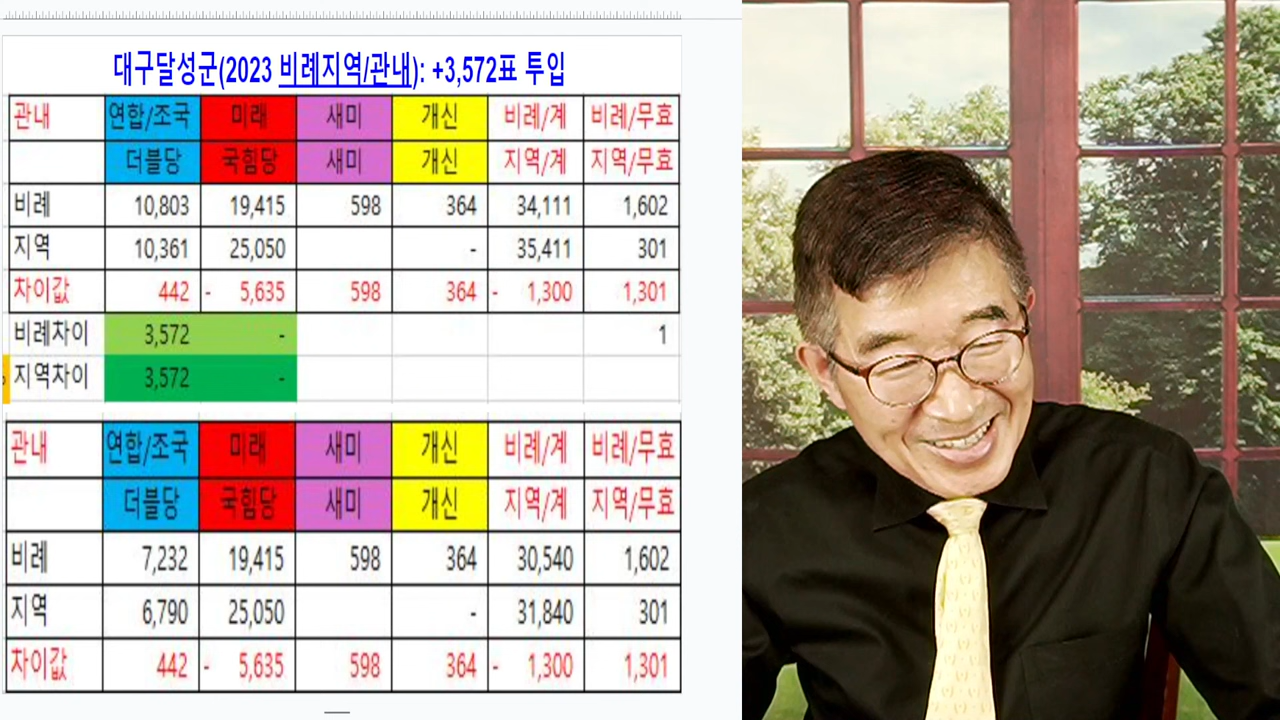 대구달성군(2023 비례지역/관내): +3,572표 투입
관내 연합/조국 미래 새미 개신 비례/계 비례/무효
더블당 국힘당 새미 개신 지역/계 지역/무효
비례 10,803 19,415 598 364 34,111 1,602
지역 10,361 25,050 - 35,411 301
차이값 442 - 5,635 598 364 - 1,300 1,301
비례차이 3,572 - 1
지역차이 3,572 -
관내 연합/조국 미래 새미 개신 비례/계 비례/무효
더블당 국힘당 새미 개신 지역/계 지역/무효
비례 7,232 19,415 598 364 30,540 1,602
지역 6,790 25,050 - 31,840 301
차이값 442 - 5,635 598 364 - 1,300 1,301